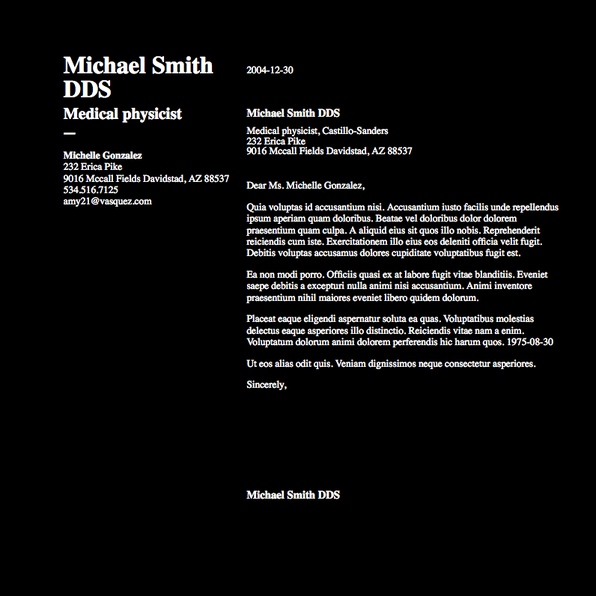 Michael Smith
DDS
Medical physicist
—
Michelle Gonzalez
232 Erica Pike
9016 Mccall Fields Davidstad, AZ 88537
534.516.7125
amy21@vasquez.com
2004-12-30
Michael Smith DDS
Medical physicist, Castillo-Sanders
232 Erica Pike
9016 Mccall Fields Davidstad, AZ 88537
Dear Ms. Michelle Gonzalez,
Quia voluptas id accusantium nisi. Accusantium iusto facilis unde repellendus
ipsum aperiam quam doloribus. Beatae vel doloribus dolor dolorem
praesentium quam culpa. A aliquid eius sit quos illo nobis. Reprehenderit
reiciendis cum iste. Exercitationem illo eius eos deleniti officia velit fugit.
Debitis voluptas accusamus dolores cupiditate voluptatibus fugit est.
Ea non modi porro. Officiis quasi ex at labore fugit vitae blanditiis. Eveniet
saepe debitis a excepturi nulla animi nisi accusantium. Animi inventore
praesentium nihil maiores eveniet libero quidem dolorum.
Placeat eaque eligendi aspernatur soluta ea quas. Voluptatibus molestias
delectus eaque asperiores illo distinctio. Reiciendis vitae nam a enim.
Voluptatum dolorum animi dolorem perferendis hic harum quos. 1975-08-30
Ut eos alias odit quis. Veniam dignissimos neque consectetur asperiores.
Sincerely,
Michael Smith DDS